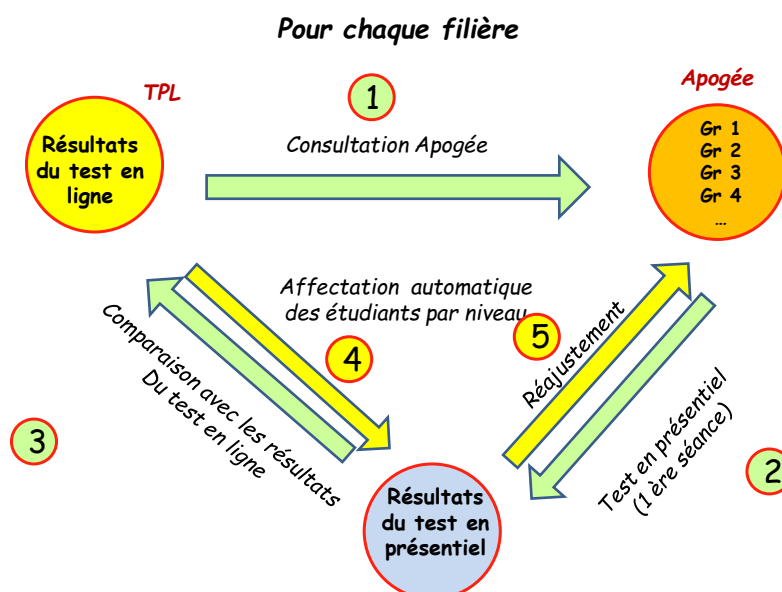 Pour chaque filière
TPL
Apogée
1
Résultats
du test en
ligne
Consultation Apogée
Gr 1
Gr 2
Gr 3
Gr 4
...
Affectation automatique
des étudiants par niveau
4
5
Comparaison avec les résultats
Du test en ligne
Réajustement
Test en présentiel
(1 ère séance)
3
2
Résultats
du test en
présentiel